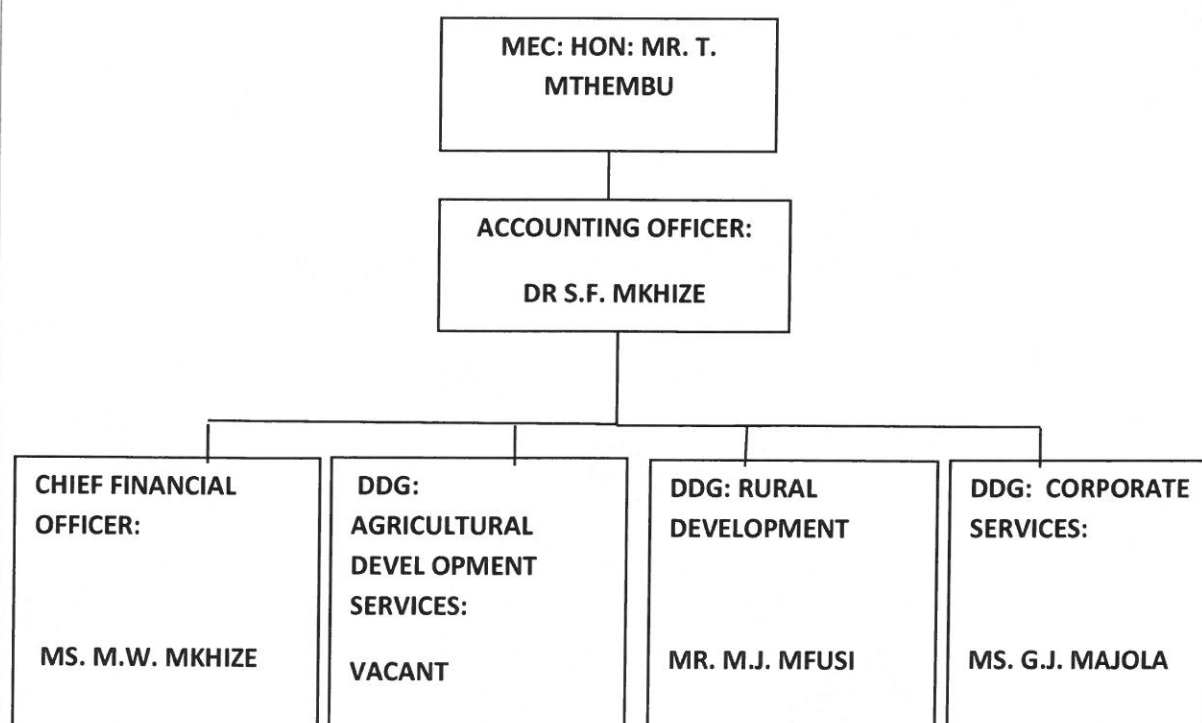 MEC: HON: MR. T.
MTHEMBU
ACCOUNTING OFFICER:
DR S.F. MKHIZE
CHIEF FINANCIAL
OFFICER:
MS. M.W. MKHIZE
DDG:
AGRICULTURAL
DEVEL OPMENT
SERVICES:
VACANT
DDG: RURAL
DEVELOPMENT
MR. M.J. MFUSI
DDG: CORPORATE
SERVICES:
MS. G.J. MAJOLA